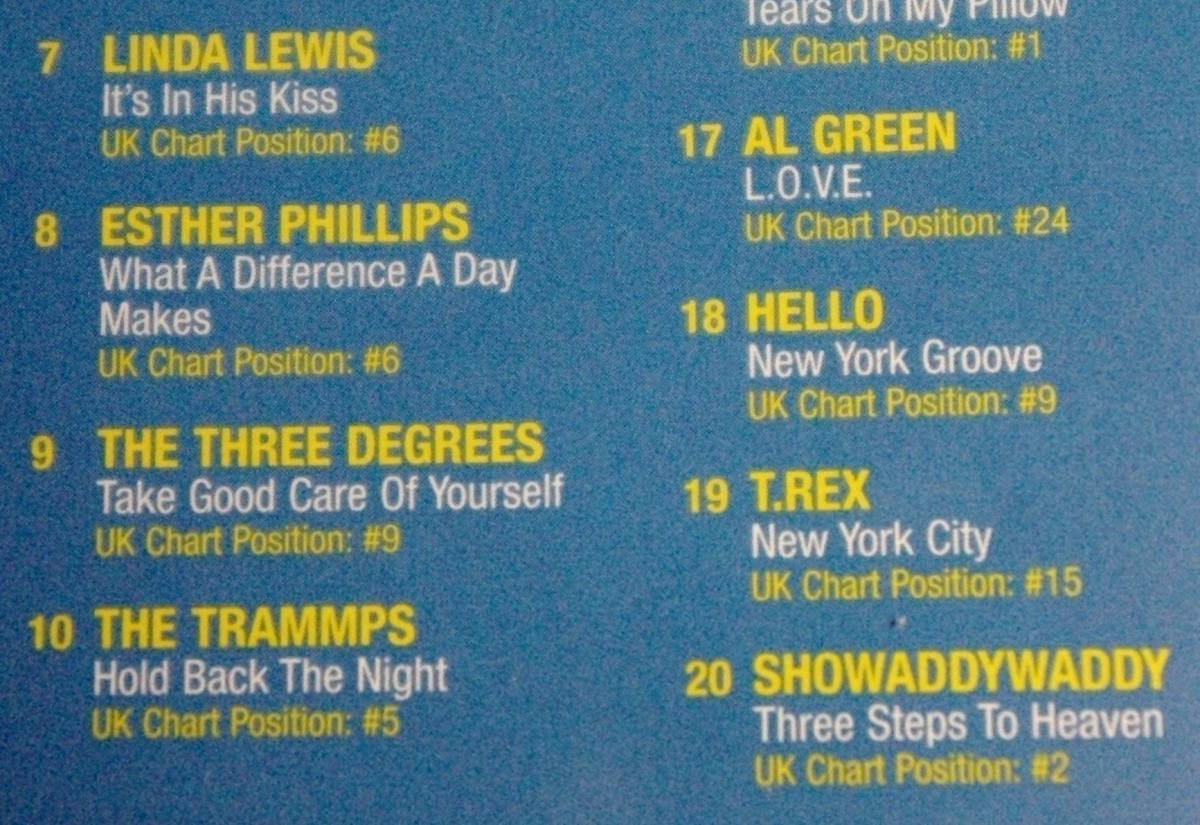 7 LINDA LEWIS
It's In His Kiss
UK Chart Position: #6
8 ESTHER PHILLIPS
What A Difference A Day
Makes
UK Chart Position: #6
9 THE THREE DEGREES
Take Good Care Of Yourself
UK Chart Position: #9
10 THE TRAMMPS
Hold Back The Night
UK Chart Position: #5
Tears On My Pillow
UK Chart Position: #1
17 AL GREEN
L.O.V.E.
UK Chart Position: #24
18 HELLO
New York Groove
UK Chart Position: #9
19 T.REX
New York City
UK Chart Position: #15
20 SHOWADDYWADDY
Three Steps To Heaven
UK Chart Position: #2